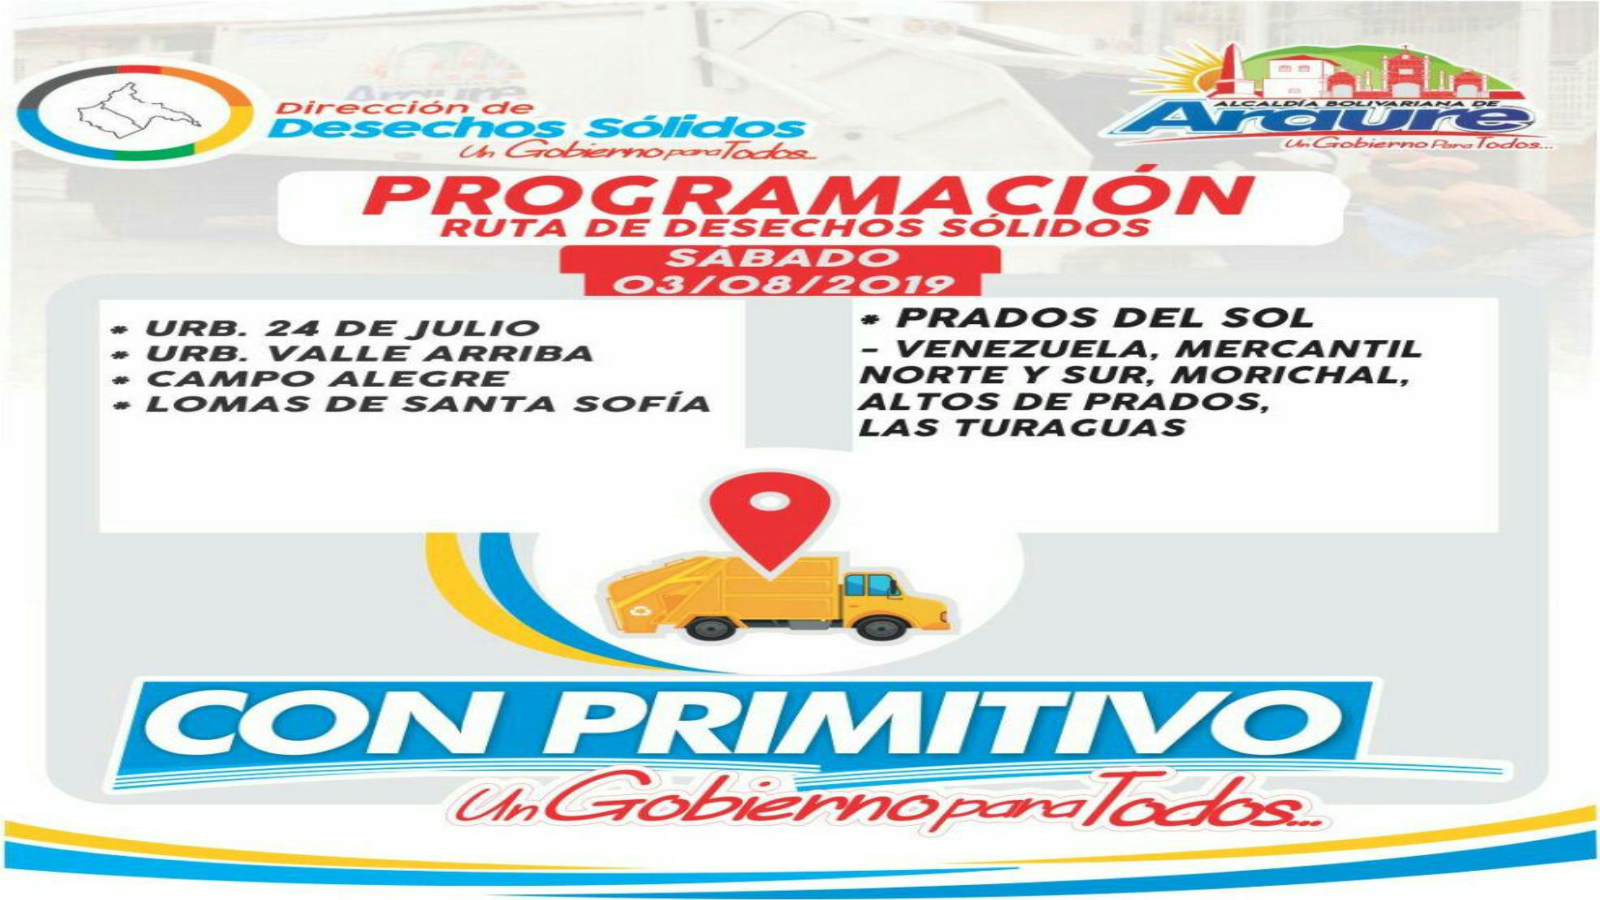 Dirección de
Desechos Sólidos
Un Gobierno para Todos...
ALCALDÍA BOLIVARIANA DE
Araure
Un Gobierno Para Todos...
PROGRAMACIÓN
RUTA DE DESECHOS SÓLIDOS
SÁBADO
03/08/2019
* URB. 24 DE JULIO
* URB. VALLE ARRIBA
* CAMPO ALEGRE
* LOMAS DE SANTA SOFÍA
* PRADOS DEL SOL
- VENEZUELA, MERCANTIL
NORTE Y SUR, MORICHAL,
ALTOS DE PRADOS,
LAS TURAGUAS
CON PRIMITIVO
Un Gobierno para Todos...